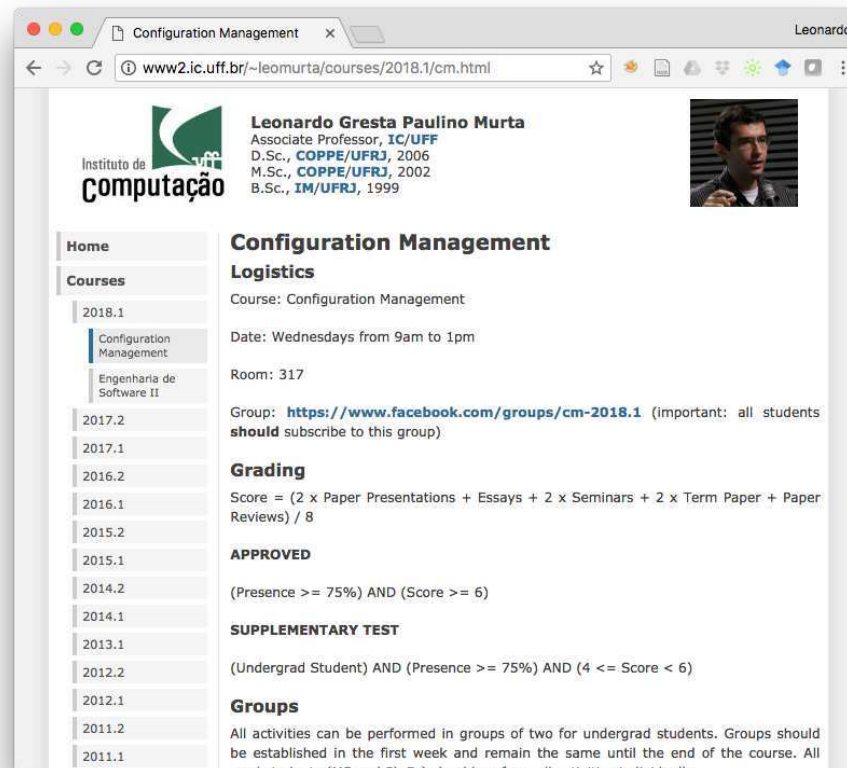 Configuration Management
Leonardo
www2.ic.uff.br/~leomurta/courses/2018.1/cm.html
Instituto de
computação
uff
Leonardo Gresta Paulino Murta
Associate Professor, IC/UFF
D.Sc., COPPE/UFRJ, 2006
M.Sc., COPPE/UFRJ, 2002
B.Sc., IM/UFRJ, 1999
Home
Courses
2018.1
Configuration
Management
Engenharia de
Software II
2017.2
2017.1
2016.2
2016.1
2015.2
2015.1
2014.2
2014.1
2013.1
2012.2
2012.1
2011.2
2011.1
Configuration Management
Logistics
Course: Configuration Management
Date: Wednesdays from 9am to 1pm
Room: 317
Group: https://www.facebook.com/groups/cm-2018.1 (important: all students
should subscribe to this group)
Grading
Score = (2 x Paper Presentations + Essays + 2 x Seminars + 2 x Term Paper + Paper
Reviews) / 8
APPROVED
(Presence >= 75%) AND (Score >= 6)
SUPPLEMENTARY TEST
(Undergrad Student) AND (Presence >= 75%) AND (4 <= Score < 6)
Groups
All activities can be performed in groups of two for undergrad students. Groups should
be established in the first week and remain the same until the end of the course. All